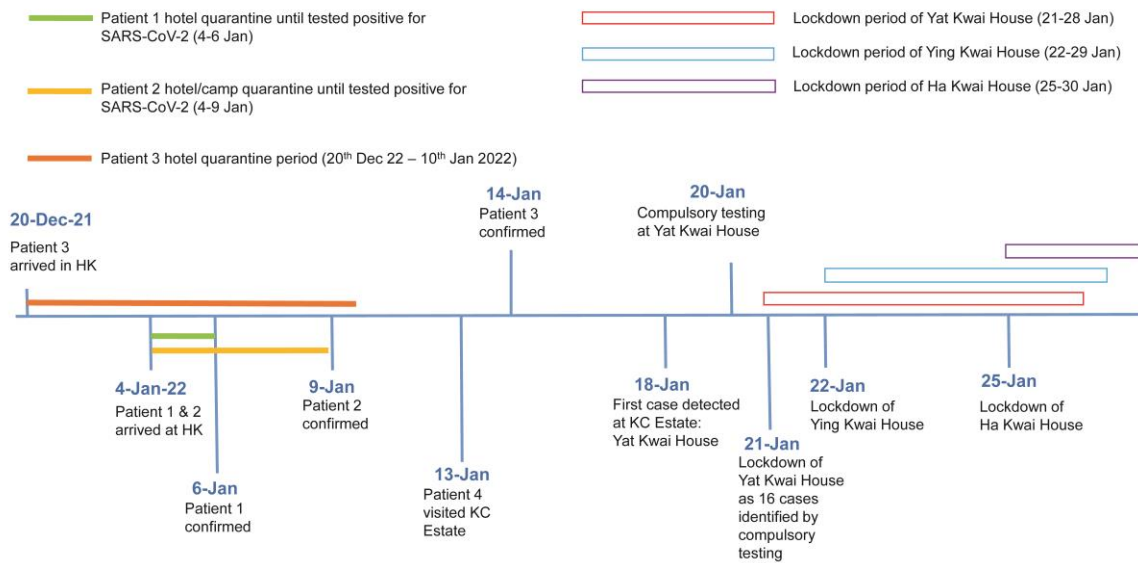 Patient 1 hotel quarantine until tested positive for
SARS-CoV-2 (4-6 Jan)
Patient 2 hotel/camp quarantine until tested positive for
SARS-CoV-2 (4-9 Jan)
Patient 3 hotel quarantine period (20th Dec 22 – 10th Jan 2022)
Lockdown period of Yat Kwai House (21-28 Jan)
Lockdown period of Ying Kwai House (22-29 Jan)
Lockdown period of Ha Kwai House (25-30 Jan)
20-Dec-21
Patient 3
arrived in HK
14-Jan
Patient 3
confirmed
20-Jan
Compulsory testing
at Yat Kwai House
4-Jan-22
Patient 1 & 2
arrived at HK
6-Jan
Patient 1
confirmed
9-Jan
Patient 2
confirmed
13-Jan
Patient 4
visited KC
Estate
18-Jan
First case detected
at KC Estate:
Yat Kwai House
21-Jan
Lockdown of
Yat Kwai House
as 16 cases
identified by
compulsory
testing
22-Jan
Lockdown of
Ying Kwai House
25-Jan
Lockdown of
Ha Kwai House